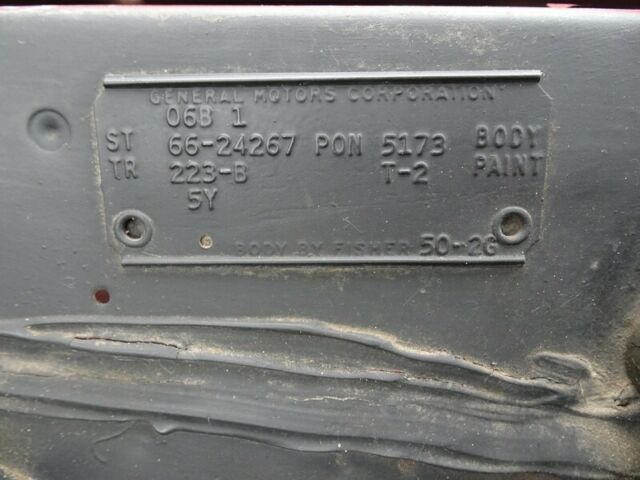 GENERAL MOTORS CORPORATION
06B 1
ST 66-24267 PON 5173 BODY
TR 223-B T-2 PAINT
5Y
BODY BY FISHER 50-2G